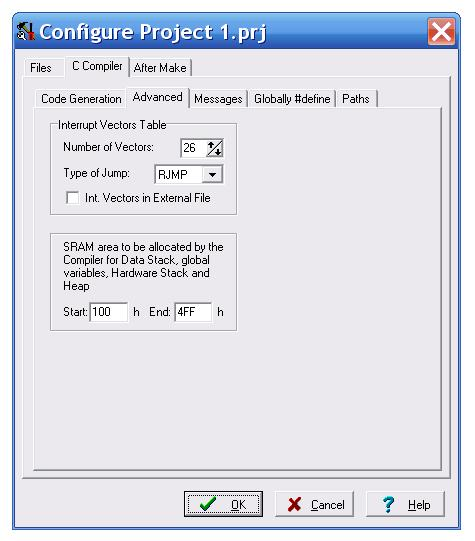 Configure Project 1.prj
Files C Compiler After Make
Code Generation Advanced Messages Globally #define Paths
Interrupt Vectors Table
Number of Vectors: 26
Type of Jump: RJMP
Int. Vectors in External File
SRAM area to be allocated by the
Compiler for Data Stack, global
variables, Hardware Stack and
Heap
Start: 100 h End: 4FF h
OK Cancel ? Help